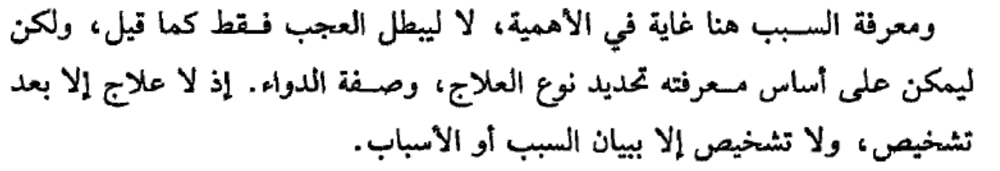 ومعرفة السبب هنا غاية في الأهمية، لا ليبطل العجب فقط كما قيل، ولكن
ليمكن على أساس معرفته تحديد نوع العلاج، وصفة الدواء. إذ لا علاج إلا بعد
تشخيص، ولا تشخيص إلا ببيان السبب أو الأسباب.